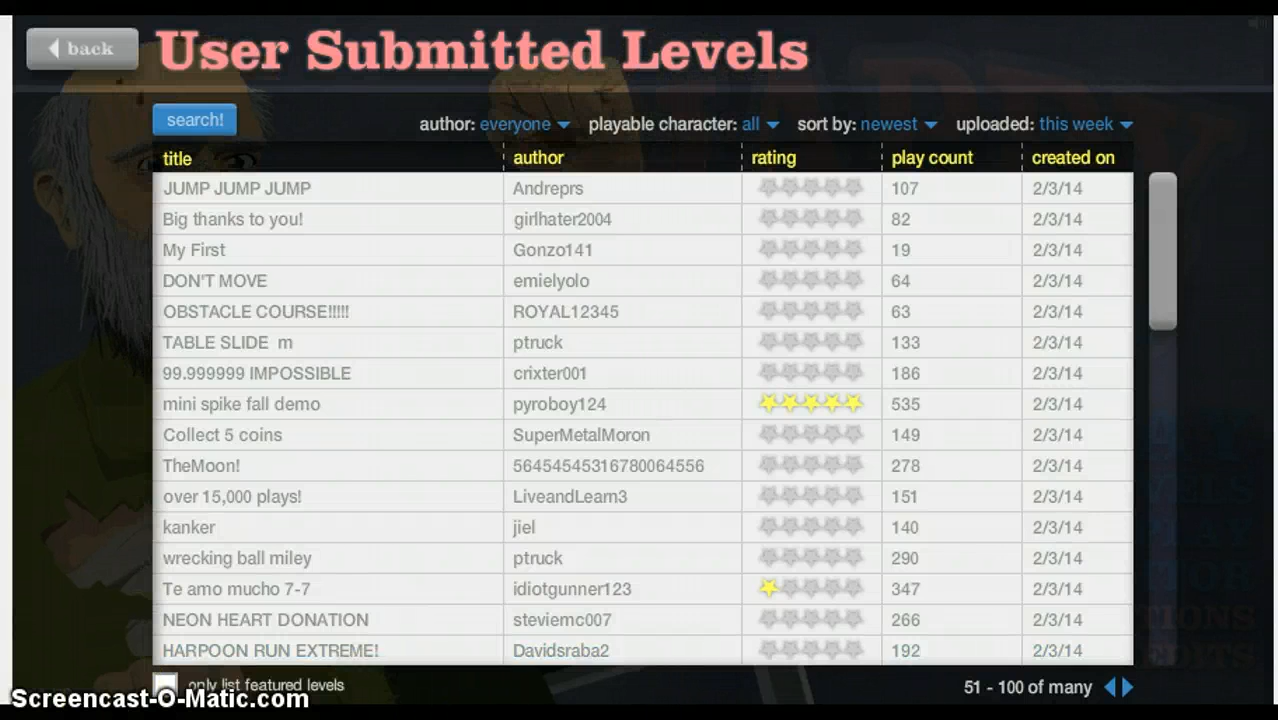 back
User Submitted Levels
search!
author: everyone playable character: all sort by: newest uploaded: this week
title author rating play count created on
JUMP JUMP JUMP Andreprs 107 2/3/14
Big thanks to you! girlhater2004 82 2/3/14
My First Gonzo141 19 2/3/14
DON'T MOVE emielyolo 64 2/3/14
OBSTACLE COURSE!!!!! ROYAL12345 63 2/3/14
TABLE SLIDE m ptruck 133 2/3/14
99.999999 IMPOSSIBLE crixter001 186 2/3/14
mini spike fall demo pyroboy124 535 2/3/14
Collect 5 coins SuperMetalMoron 149 2/3/14
TheMoon! 56454545316780064556 278 2/3/14
over 15,000 plays! LiveandLearn3 151 2/3/14
kanker jiel 140 2/3/14
wrecking ball miley ptruck 290 2/3/14
Te amo mucho 7-7 idiotgunner123 347 2/3/14
NEON HEART DONATION steviemc007 266 2/3/14
HARPOON RUN EXTREME! Davidsraba2 192 2/3/14
only list featured levels
51 - 100 of many
Screencast-O-Matic.com